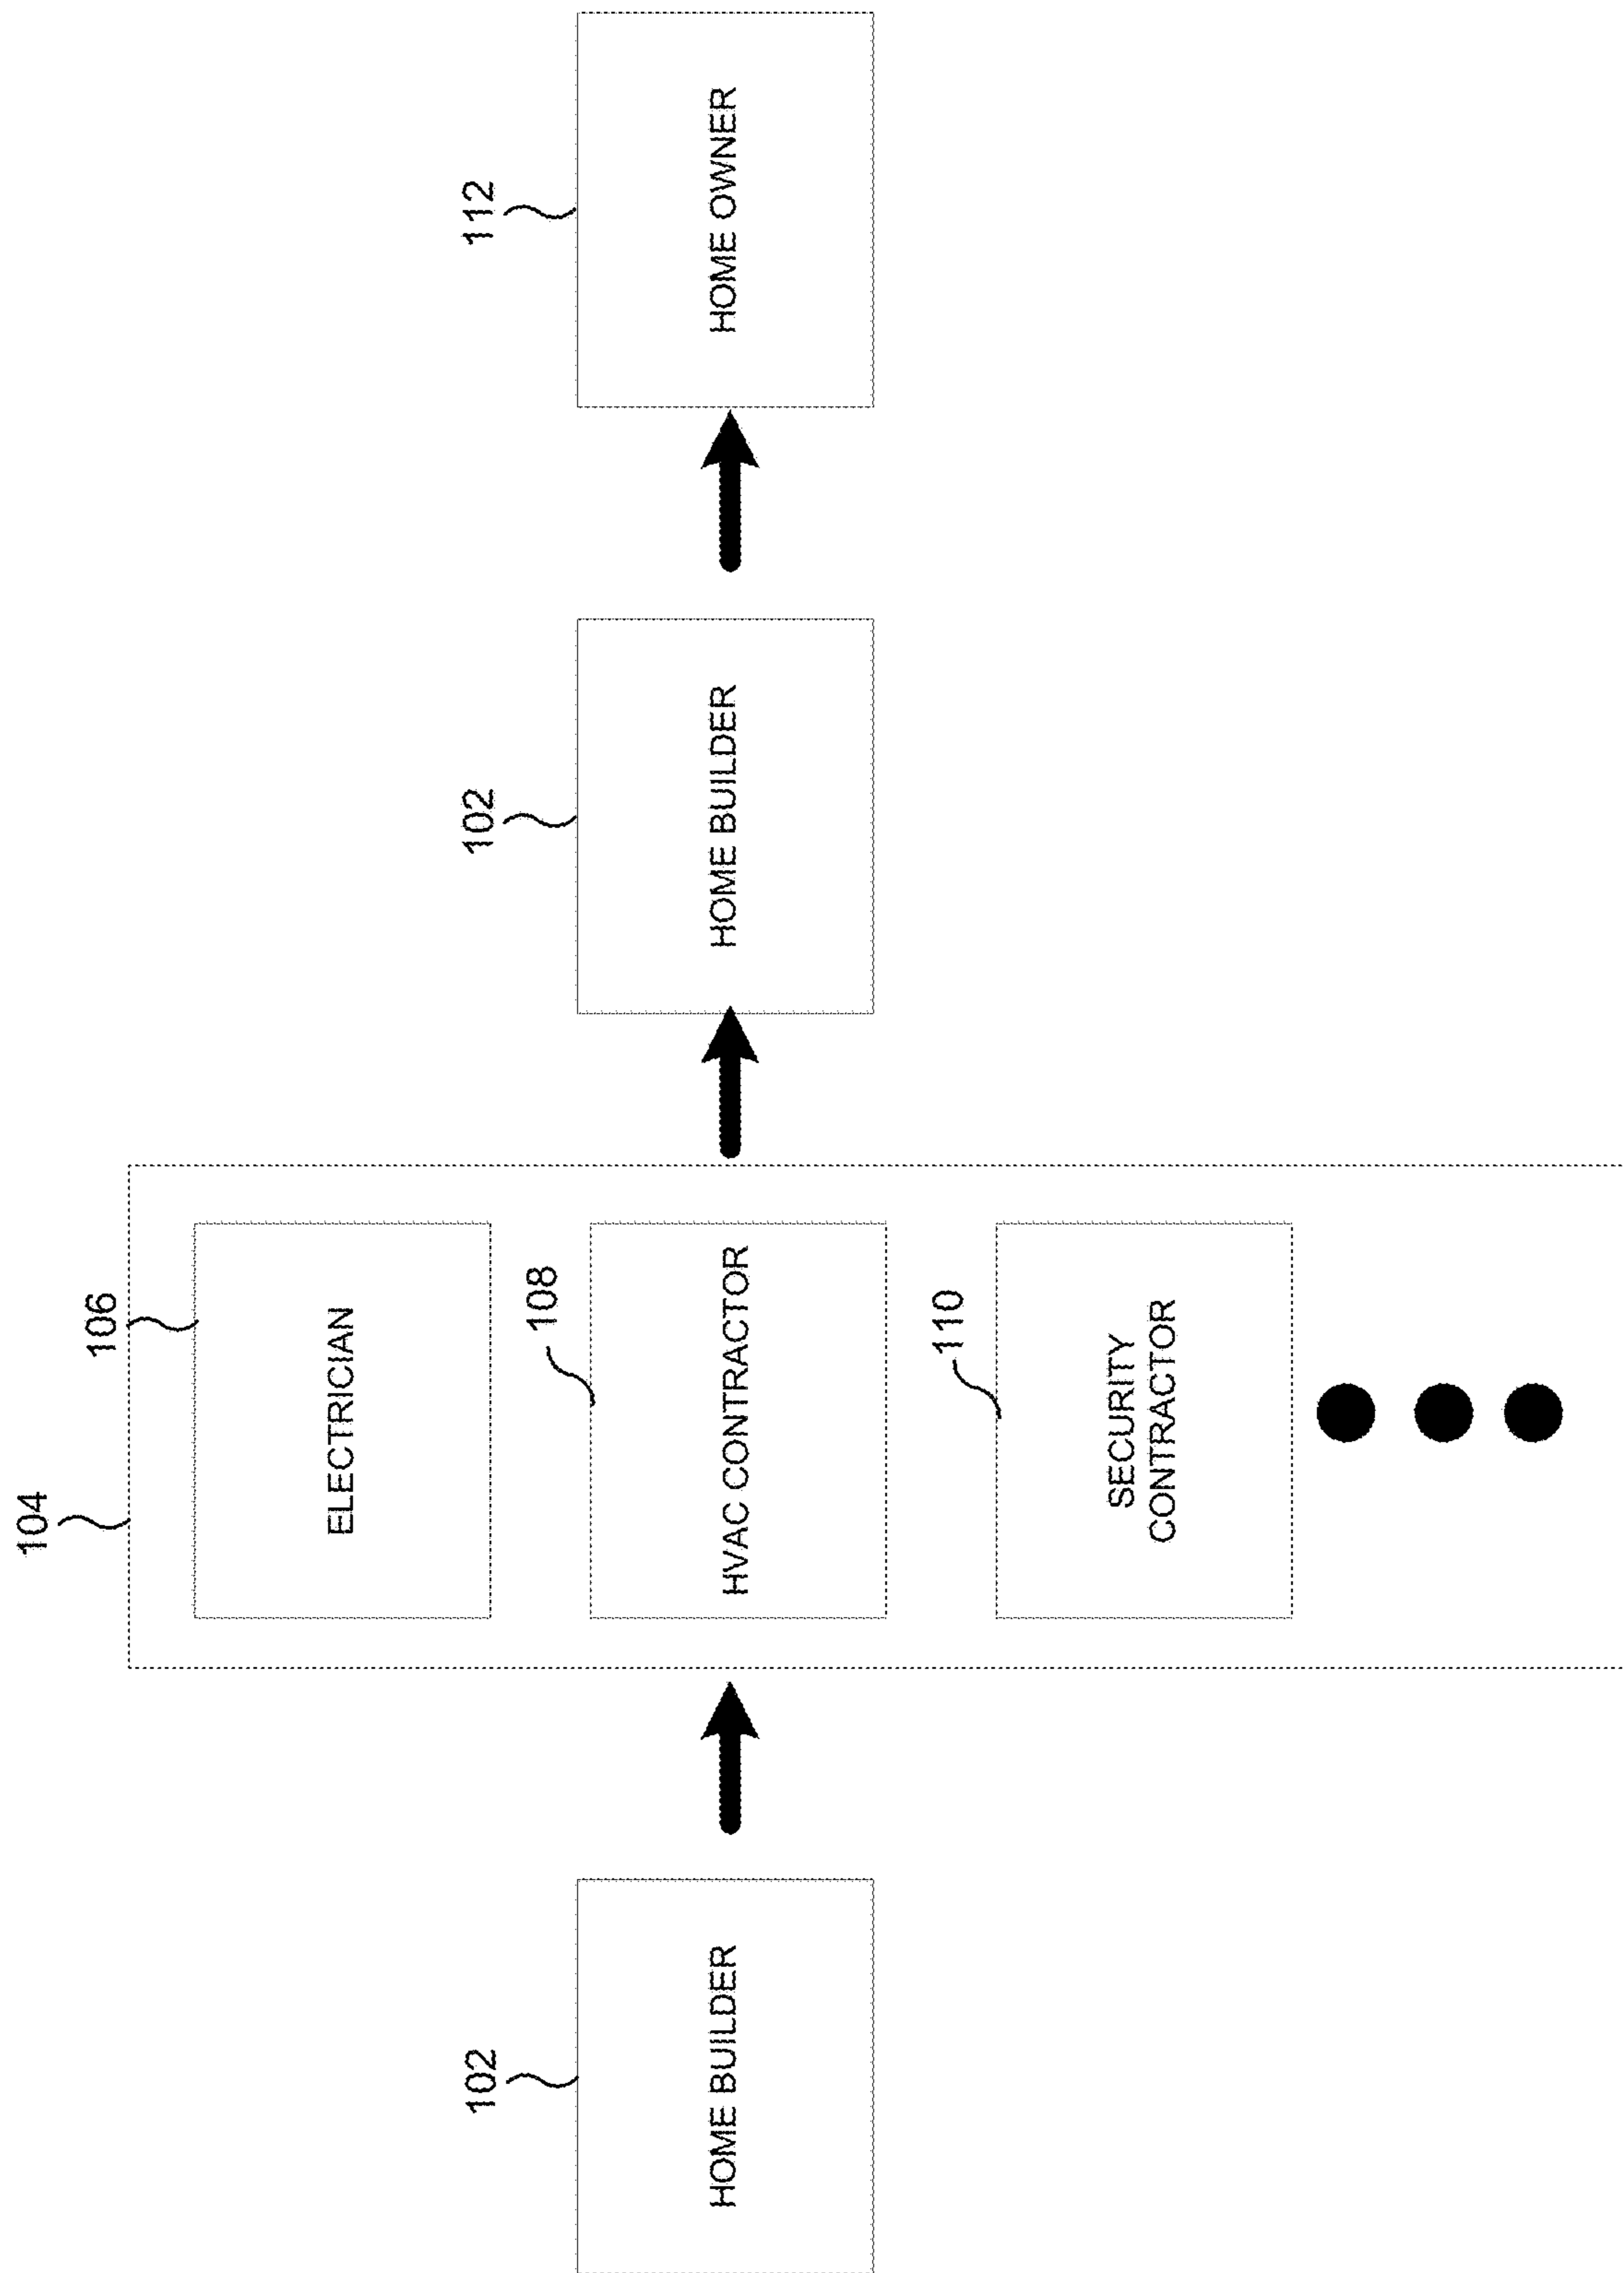 104
106
ELECTRICIAN
102
HOME BUILDER
108
HVAC CONTRACTOR
102
HOME BUILDER
112
HOME OWNER
110
SECURITY
CONTRACTOR